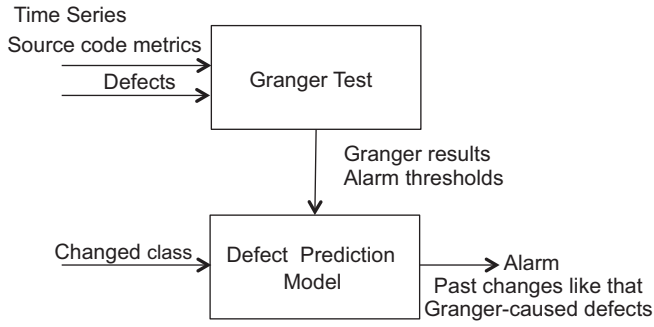 Time Series
Source code metrics
Defects
Granger Test
Granger results
Alarm thresholds
Changed class
Defect Prediction
Model
Alarm
Past changes like that
Granger-caused defects